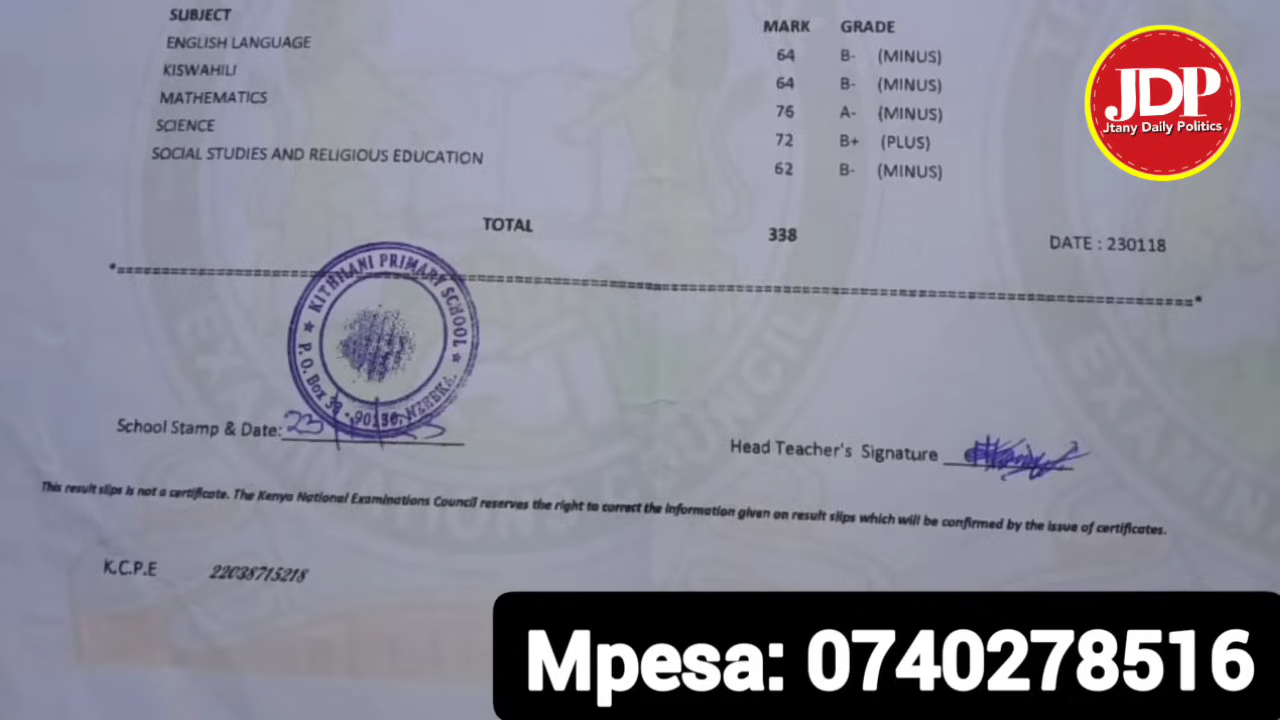 SUBJECT MARK GRADE
ENGLISH LANGUAGE 64 B- (MINUS)
KISWAHILI 64 B- (MINUS)
MATHEMATICS 76 A- (MINUS)
SCIENCE 72 B+ (PLUS)
SOCIAL STUDIES AND RELIGIOUS EDUCATION 62 B- (MINUS)
TOTAL 338
DATE : 230118
JDP
Jtany Daily Politics
KITHILANI PRIMARY SCHOOL
P. O. Box
School Stamp & Date: 23
Head Teacher's Signature
This result slips is not a certificate. The Kenya National Examinations Council reserves the right to correct the information given on result slips which will be confirmed by the issue of certificates.
K.C.P.E 22038715218
Mpesa: 0740278516